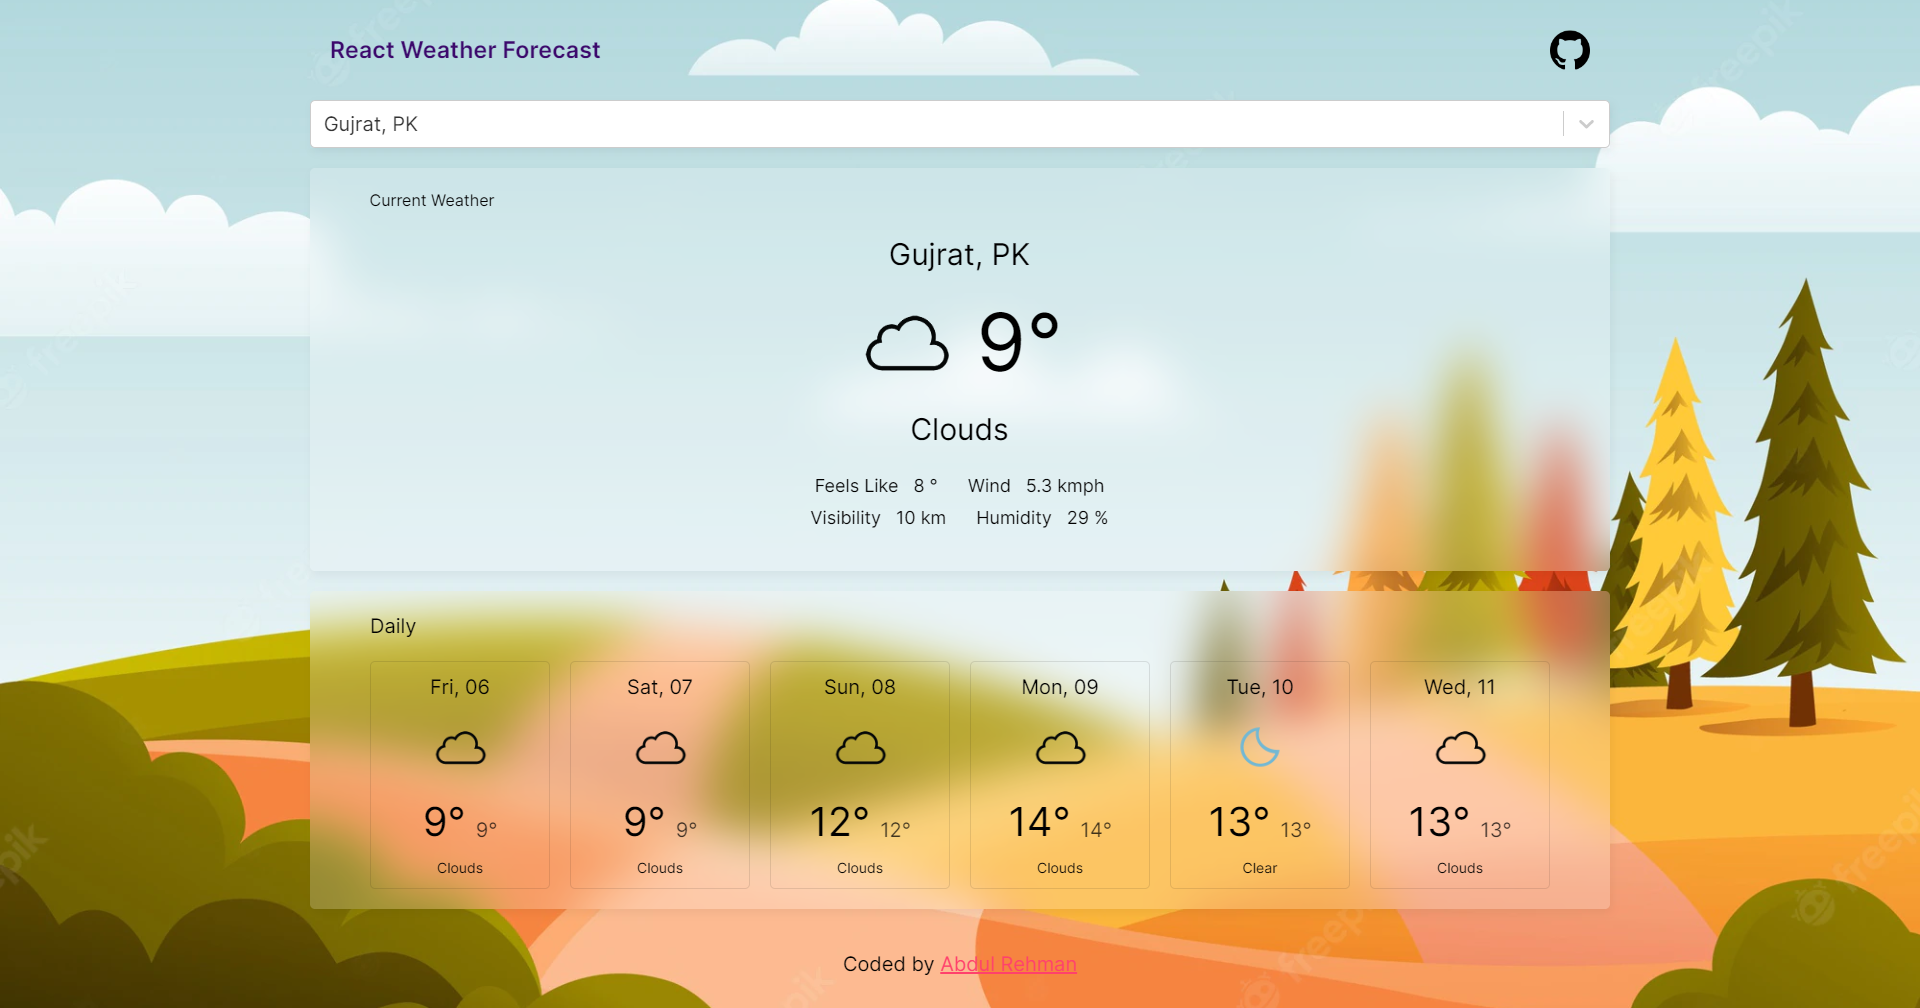 React Weather Forecast
Gujrat, PK
Current Weather
Gujrat, PK
9°
Clouds
Feels Like 8 ° Wind 5.3 kmph
Visibility 10 km Humidity 29 %
Daily
Fri, 06 Sat, 07 Sun, 08 Mon, 09 Tue, 10 Wed, 11
9° 9° 9° 9° 12° 12° 14° 14° 13° 13° 13° 13°
Clouds Clouds Clouds Clouds Clear Clouds
Coded by Abdul Rehman
freepik